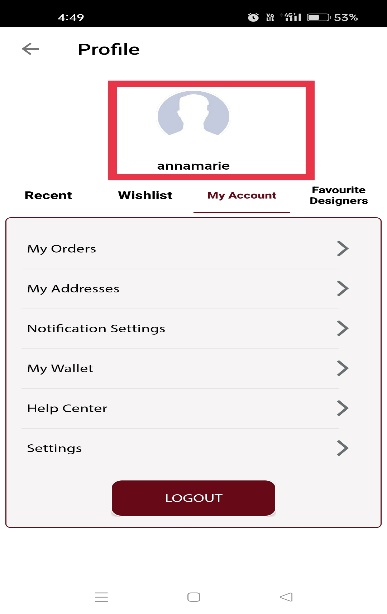 4:49
53%
Profile
annamarie
Recent
Wishlist
My Account
Favourite
Designers
My Orders
My Addresses
Notification Settings
My Wallet
Help Center
Settings
LOGOUT